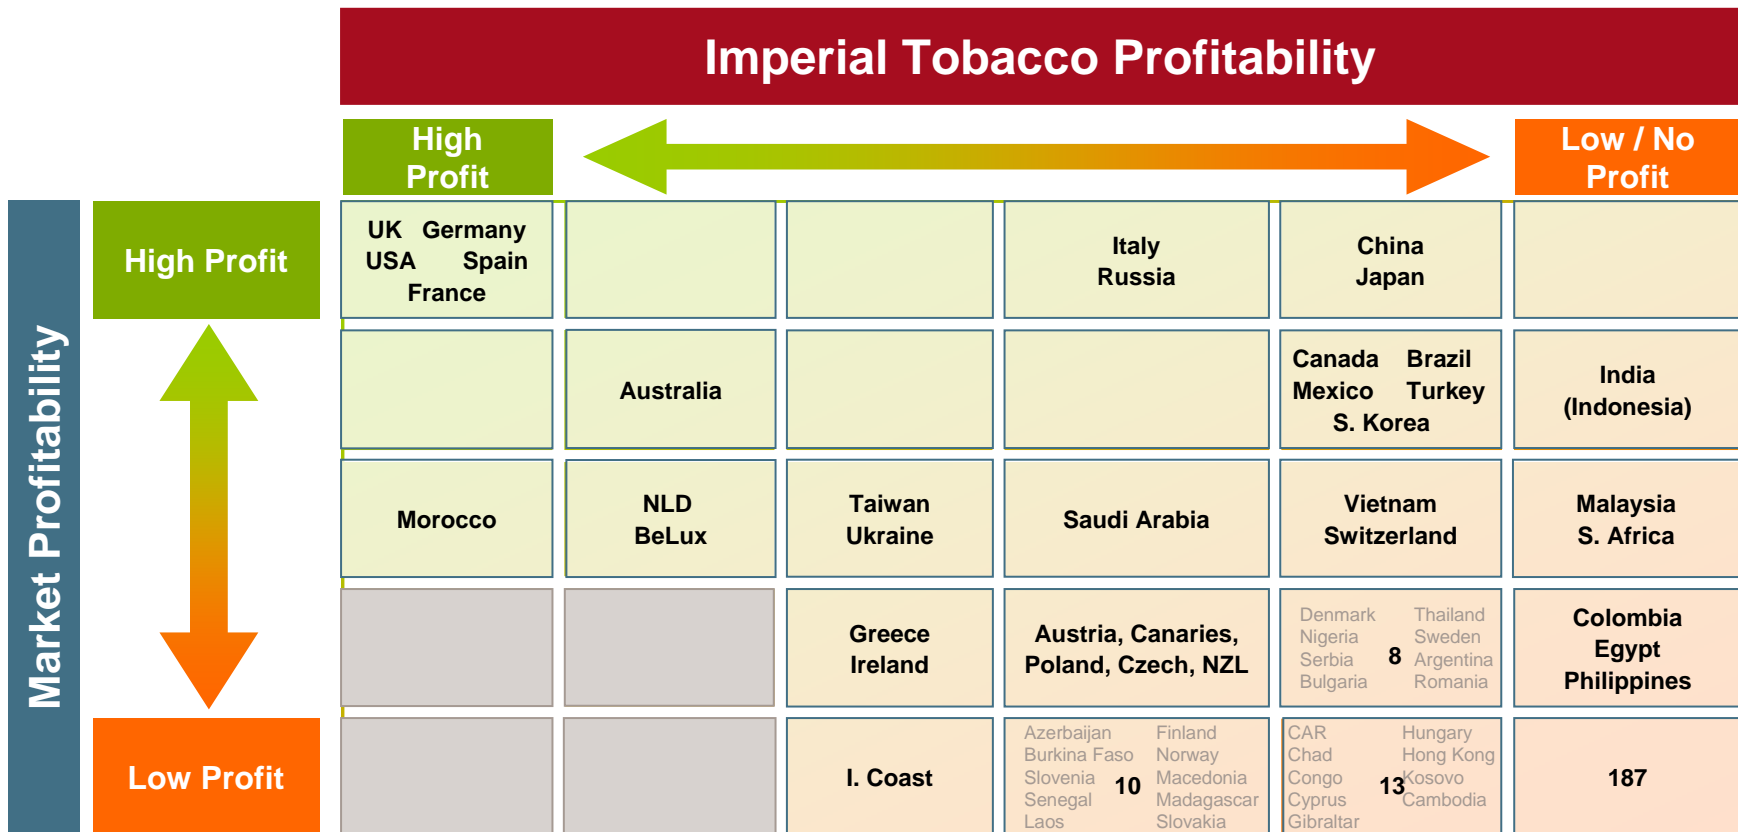 Imperial Tobacco Profitability
High
Profit
Low / No
Profit
Market Profitability
High Profit
UK Germany
USA Spain
France
Italy
Russia
China
Japan
Australia
Canada Brazil
Mexico Turkey
S. Korea
India
(Indonesia)
Morocco
NLD
BeLux
Taiwan
Ukraine
Saudi Arabia
Vietnam
Switzerland
Malaysia
S. Africa
Greece
Ireland
Austria, Canaries,
Poland, Czech, NZL
Denmark Thailand
Nigeria Sweden
Serbia 8 Argentina
Bulgaria Romania
Colombia
Egypt
Philippines
Low Profit
I. Coast
Azerbaijan Finland
Burkina Faso Norway
Slovenia 10 Macedonia
Senegal Madagascar
Laos Slovakia
CAR Hungary
Chad Hong Kong
Congo 13 Kosovo
Cyprus Cambodia
Gibraltar
187